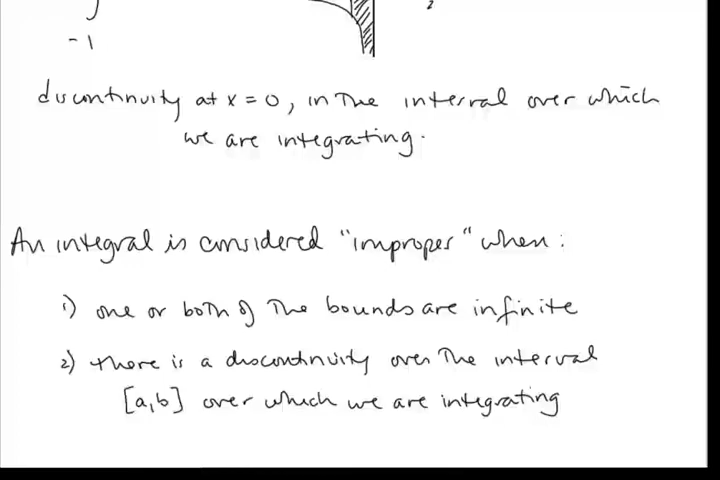 2
-1
discontinuity at x = 0, in the interval over which
we are integrating.
An integral is considered "improper" when:
1) one or both of the bounds are infinite
2) there is a discontinuity over the interval
[a,b] over which we are integrating